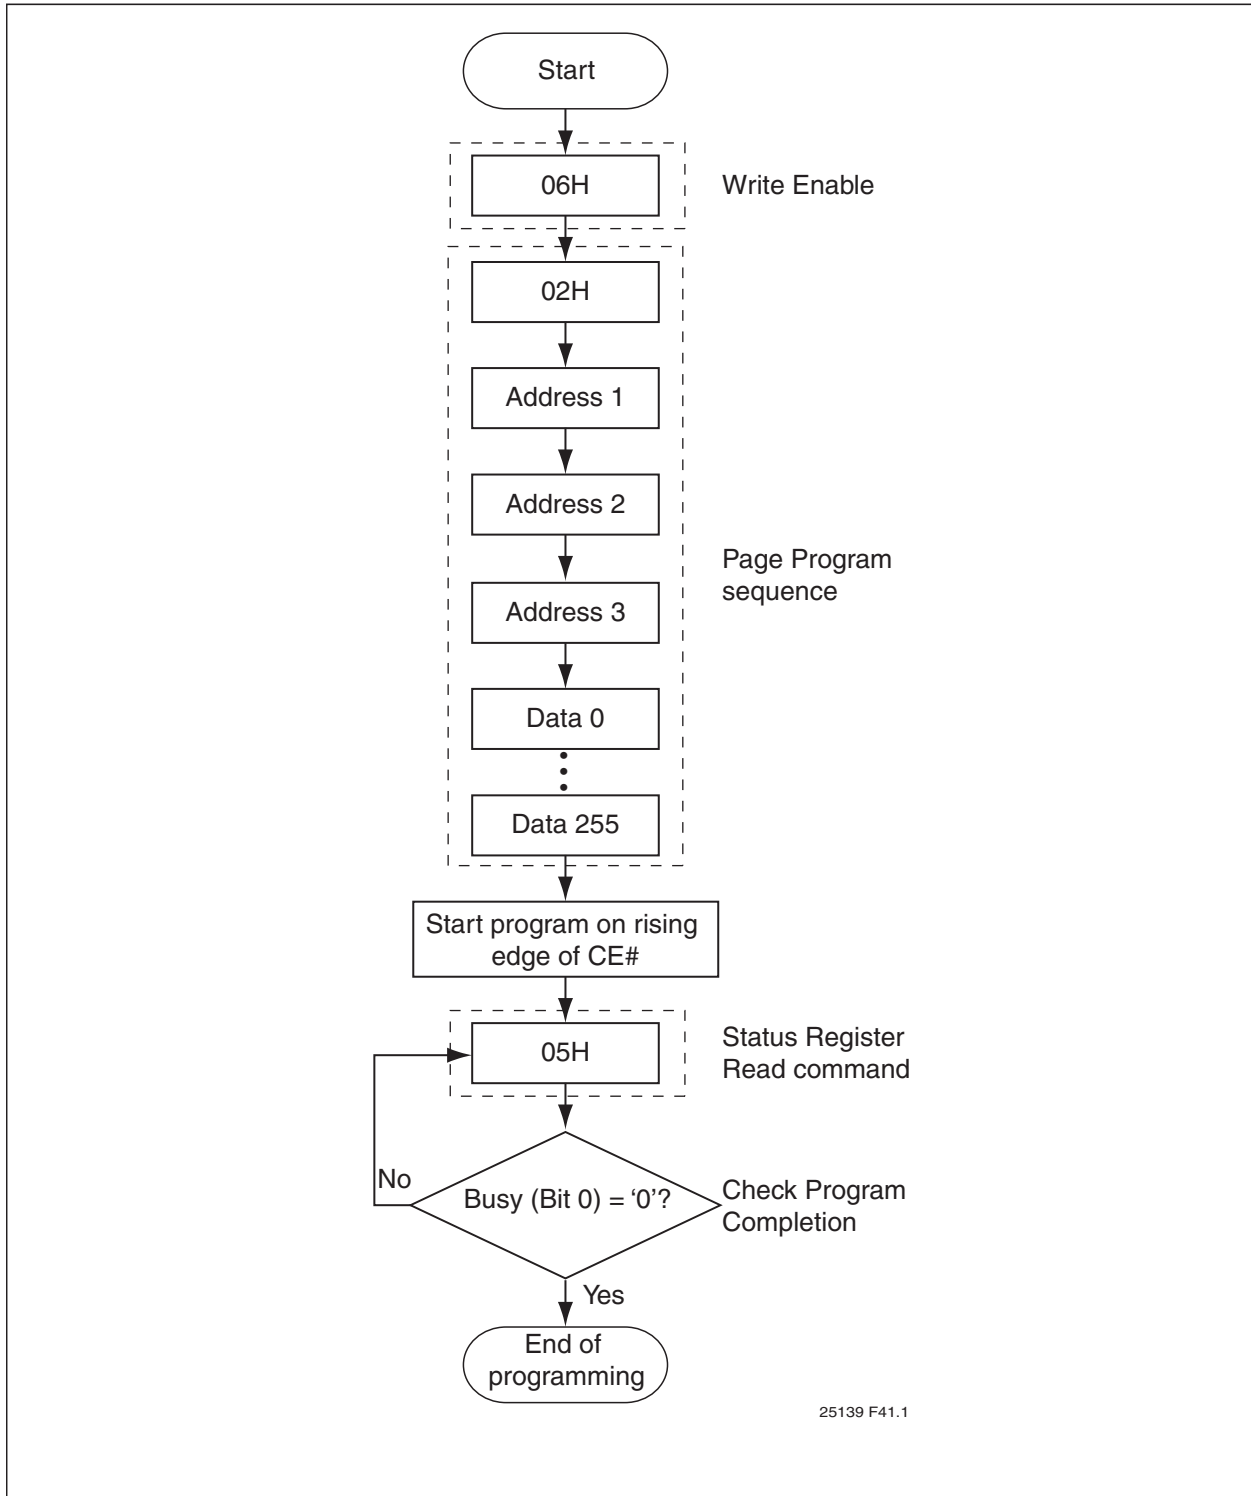 Start
06H
Write Enable
02H
Address 1
Address 2
Address 3
Page Program
sequence
Data 0
Data 255
Start program on rising
edge of CE#
05H
Status Register
Read command
No
Busy (Bit 0) = ‘0’?
Check Program
Completion
Yes
End of
programming
25139 F41.1